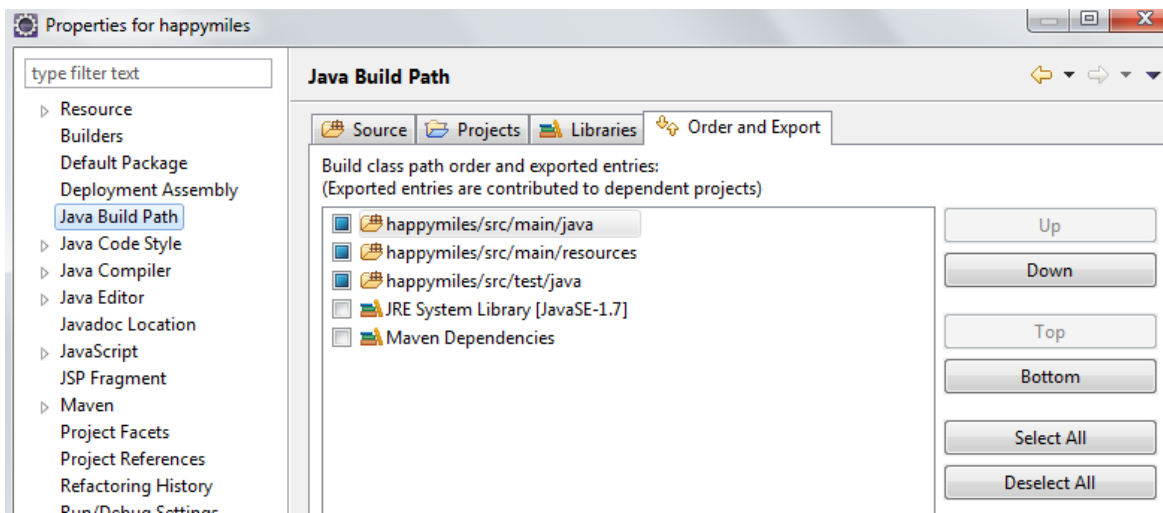 Properties for happymiles
type filter text
Resource
Builders
Default Package
Deployment Assembly
Java Build Path
Java Code Style
Java Compiler
Java Editor
Javadoc Location
JavaScript
JSP Fragment
Maven
Project Facets
Project References
Refactoring History
Run/Debug Settings
Java Build Path
Source Projects Libraries Order and Export
Build class path order and exported entries:
(Exported entries are contributed to dependent projects)
happymiles/src/main/java
happymiles/src/main/resources
happymiles/src/test/java
JRE System Library [JavaSE-1.7]
Maven Dependencies
Up
Down
Top
Bottom
Select All
Deselect All